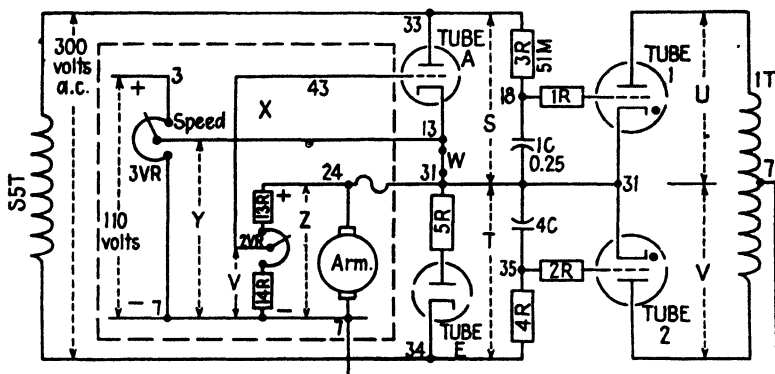 300
volts
a.c.
S5T
33
TUBE
A
3
+
43
X
Speed
3VR
110
volts
Y
−
7
24
13R
+
2VR
V
14R
−
Z
Arm.
7
13
W
31
5R
TUBE
E
34
S
T
3R
51M
18
1R
1C
0.25
4C
35
2R
4R
TUBE
1
31
TUBE
2
U
V
1T
7